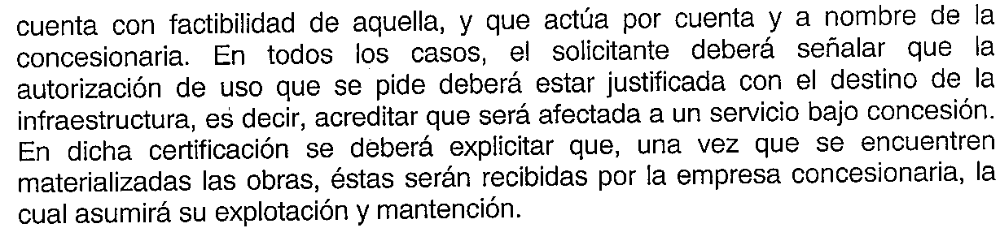 cuenta con factibilidad de aquella, y que actúa por cuenta y a nombre de la
concesionaria. En todos los casos, el solicitante deberá señalar que la
autorización de uso que se pide deberá estar justificada con el destino de la
infraestructura, es decir, acreditar que será afectada a un servicio bajo concesión.
En dicha certificación se deberá explicitar que, una vez que se encuentren
materializadas las obras, éstas serán recibidas por la empresa concesionaria, la
cual asumirá su explotación y mantención.